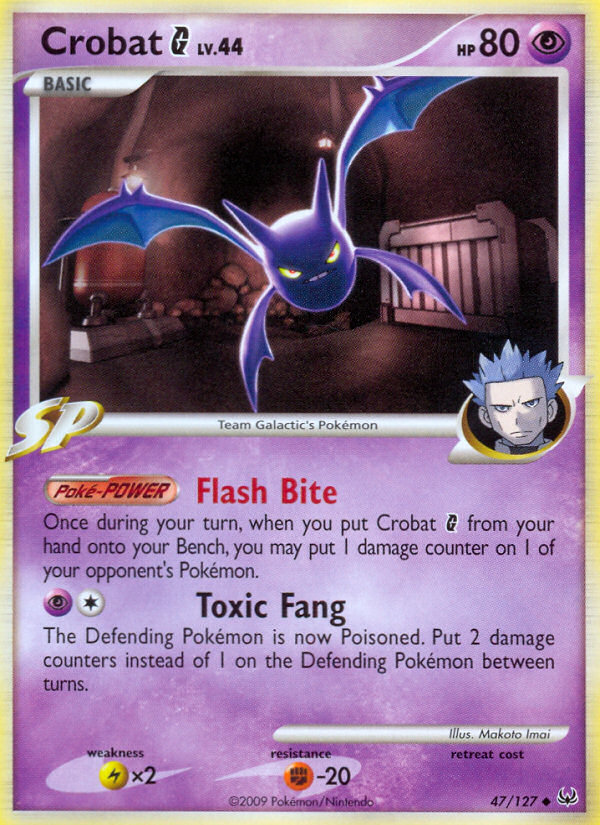 Crobat G LV.44 HP 80
BASIC
SP
Team Galactic's Pokémon
Poké-POWER Flash Bite
Once during your turn, when you put Crobat G from your
hand onto your Bench, you may put 1 damage counter on 1 of
your opponent's Pokémon.
Toxic Fang
The Defending Pokémon is now Poisoned. Put 2 damage
counters instead of 1 on the Defending Pokémon between
turns.
Illus. Makoto Imai
weakness resistance retreat cost
×2 -20
©2009 Pokémon/Nintendo 47/127